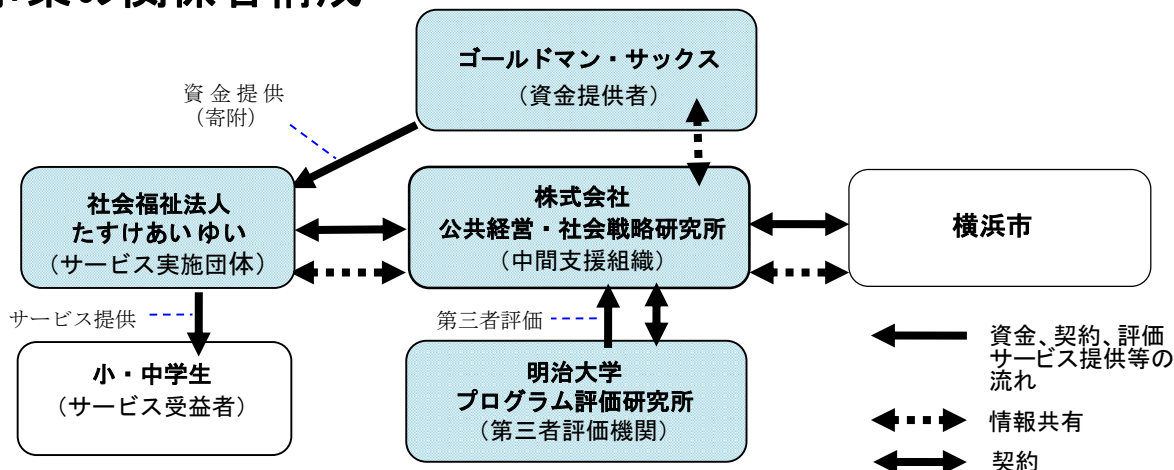 事業の関係者構成
ゴールドマン・サックス
（資金提供者）
資金提供
（寄附）
社会福祉法人
たすけあいゆい
（サービス実施団体）
株式会社
公共経営・社会戦略研究所
（中間支援組織）
横浜市
サービス提供
第三者評価
小・中学生
（サービス受益者）
明治大学
プログラム評価研究所
（第三者評価機関）
資金、契約、評価
サービス提供等の
流れ
情報共有
契約